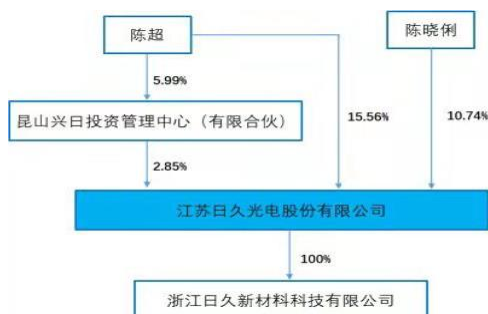 陈超
陈晓俐
5.99%
昆山兴日投资管理中心（有限合伙）
15.56%
10.74%
2.85%
江苏日久光电股份有限公司
100%
浙江日久新材料科技有限公司